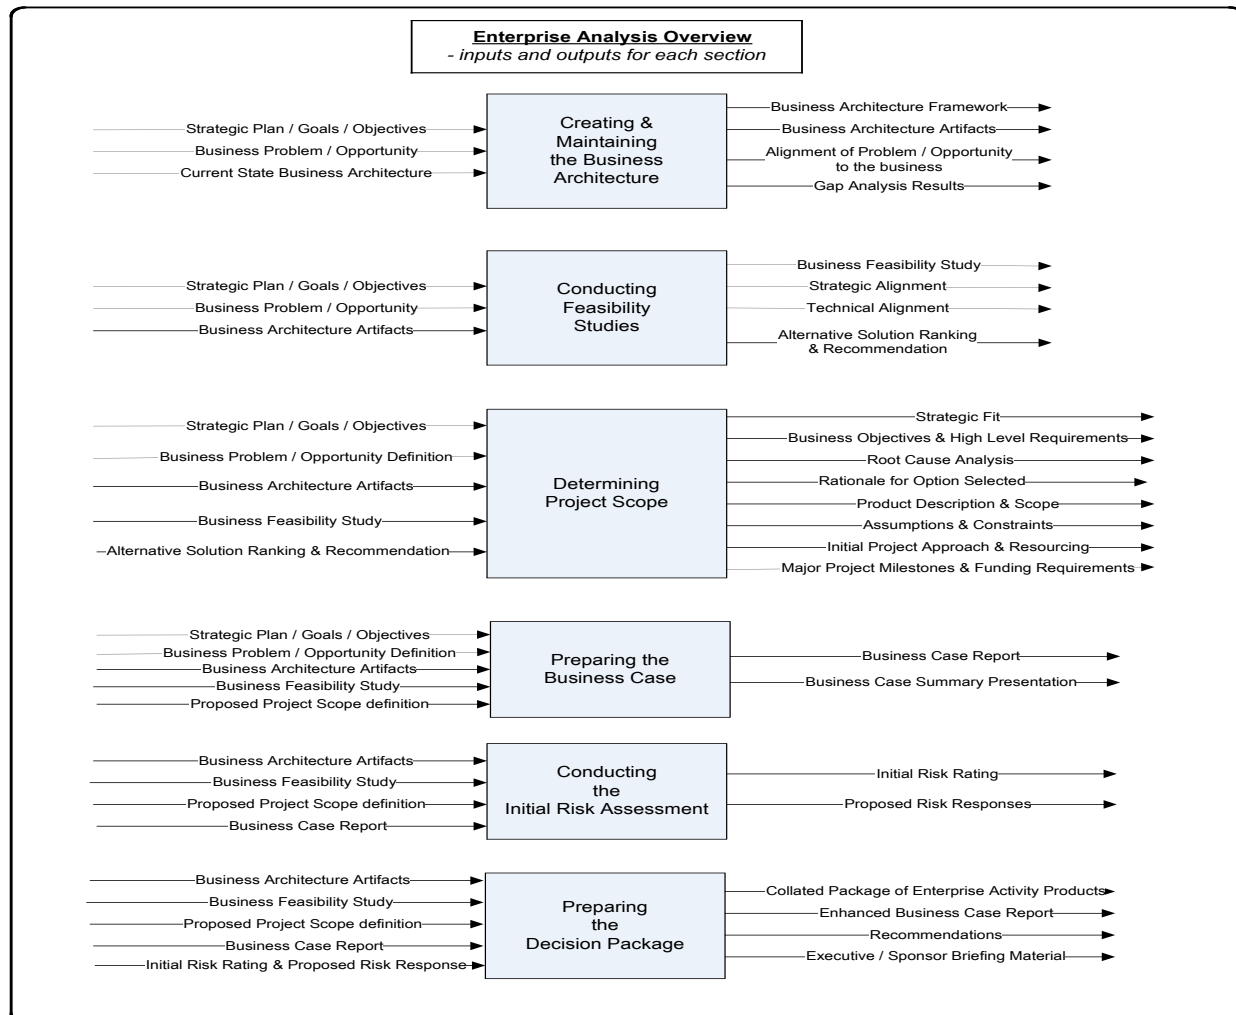 Enterprise Analysis Overview
- inputs and outputs for each section
Strategic Plan / Goals / Objectives
Business Problem / Opportunity
Current State Business Architecture
Creating &
Maintaining
the Business
Architecture
Business Architecture Framework
Business Architecture Artifacts
Alignment of Problem / Opportunity
to the business
Gap Analysis Results
Strategic Plan / Goals / Objectives
Business Problem / Opportunity
Business Architecture Artifacts
Conducting
Feasibility
Studies
Business Feasibility Study
Strategic Alignment
Technical Alignment
Alternative Solution Ranking
& Recommendation
Strategic Plan / Goals / Objectives
Business Problem / Opportunity Definition
Business Architecture Artifacts
Business Feasibility Study
Alternative Solution Ranking & Recommendation
Determining
Project Scope
Strategic Fit
Business Objectives & High Level Requirements
Root Cause Analysis
Rationale for Option Selected
Product Description & Scope
Assumptions & Constraints
Initial Project Approach & Resourcing
Major Project Milestones & Funding Requirements
Strategic Plan / Goals / Objectives
Business Problem / Opportunity Definition
Business Architecture Artifacts
Business Feasibility Study
Proposed Project Scope definition
Preparing the
Business Case
Business Case Report
Business Case Summary Presentation
Business Architecture Artifacts
Business Feasibility Study
Proposed Project Scope definition
Business Case Report
Conducting
the
Initial Risk Assessment
Initial Risk Rating
Proposed Risk Responses
Business Architecture Artifacts
Business Feasibility Study
Proposed Project Scope definition
Business Case Report
Initial Risk Rating & Proposed Risk Response
Preparing
the
Decision Package
Collated Package of Enterprise Activity Products
Enhanced Business Case Report
Recommendations
Executive / Sponsor Briefing Material